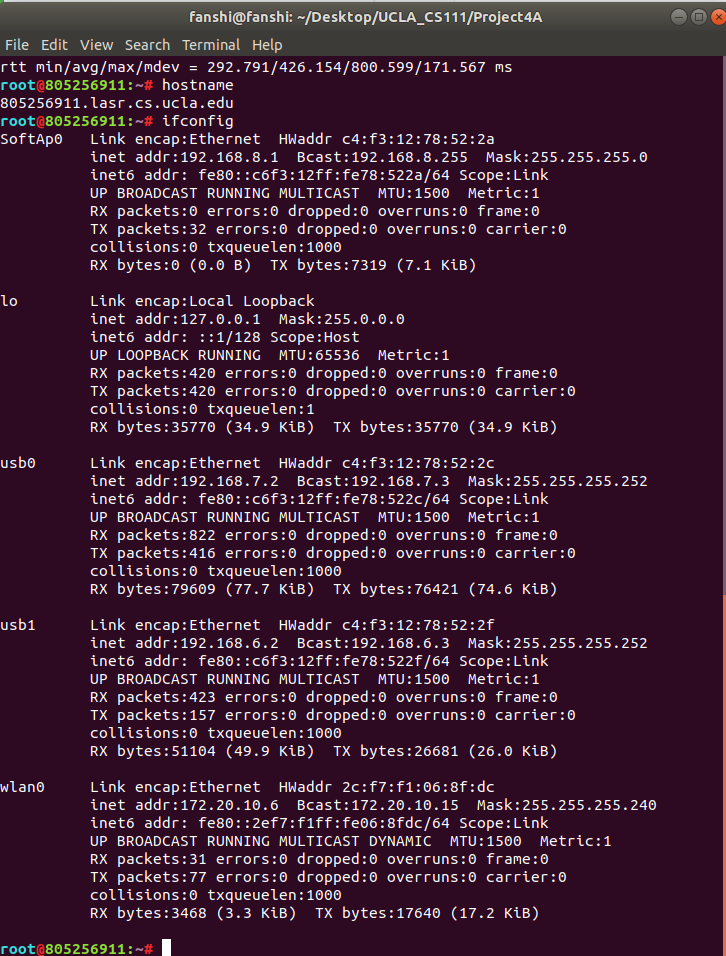 fanshi@fanshi: ~/Desktop/UCLA_CS111/Project4A
File Edit View Search Terminal Help
rtt min/avg/max/mdev = 292.791/426.154/800.599/171.567 ms
root@805256911:~# hostname
805256911.lasr.cs.ucla.edu
root@805256911:~# ifconfig
SoftAp0   Link encap:Ethernet  HWaddr c4:f3:12:78:52:2a
          inet addr:192.168.8.1  Bcast:192.168.8.255  Mask:255.255.255.0
          inet6 addr: fe80::c6f3:12ff:fe78:522a/64 Scope:Link
          UP BROADCAST RUNNING MULTICAST  MTU:1500  Metric:1
          RX packets:0 errors:0 dropped:0 overruns:0 frame:0
          TX packets:32 errors:0 dropped:0 overruns:0 carrier:0
          collisions:0 txqueuelen:1000
          RX bytes:0 (0.0 B)  TX bytes:7319 (7.1 KiB)

lo        Link encap:Local Loopback
          inet addr:127.0.0.1  Mask:255.0.0.0
          inet6 addr: ::1/128 Scope:Host
          UP LOOPBACK RUNNING  MTU:65536  Metric:1
          RX packets:420 errors:0 dropped:0 overruns:0 frame:0
          TX packets:420 errors:0 dropped:0 overruns:0 carrier:0
          collisions:0 txqueuelen:1
          RX bytes:35770 (34.9 KiB)  TX bytes:35770 (34.9 KiB)

usb0      Link encap:Ethernet  HWaddr c4:f3:12:78:52:2c
          inet addr:192.168.7.2  Bcast:192.168.7.3  Mask:255.255.255.252
          inet6 addr: fe80::c6f3:12ff:fe78:522c/64 Scope:Link
          UP BROADCAST RUNNING MULTICAST  MTU:1500  Metric:1
          RX packets:822 errors:0 dropped:0 overruns:0 frame:0
          TX packets:416 errors:0 dropped:0 overruns:0 carrier:0
          collisions:0 txqueuelen:1000
          RX bytes:79609 (77.7 KiB)  TX bytes:76421 (74.6 KiB)

usb1      Link encap:Ethernet  HWaddr c4:f3:12:78:52:2f
          inet addr:192.168.6.2  Bcast:192.168.6.3  Mask:255.255.255.252
          inet6 addr: fe80::c6f3:12ff:fe78:522f/64 Scope:Link
          UP BROADCAST RUNNING MULTICAST  MTU:1500  Metric:1
          RX packets:423 errors:0 dropped:0 overruns:0 frame:0
          TX packets:157 errors:0 dropped:0 overruns:0 carrier:0
          collisions:0 txqueuelen:1000
          RX bytes:51104 (49.9 KiB)  TX bytes:26681 (26.0 KiB)

wlan0     Link encap:Ethernet  HWaddr 2c:f7:f1:06:8f:dc
          inet addr:172.20.10.6  Bcast:172.20.10.15  Mask:255.255.255.240
          inet6 addr: fe80::2ef7:f1ff:fe06:8fdc/64 Scope:Link
          UP BROADCAST RUNNING MULTICAST DYNAMIC  MTU:1500  Metric:1
          RX packets:31 errors:0 dropped:0 overruns:0 frame:0
          TX packets:77 errors:0 dropped:0 overruns:0 carrier:0
          collisions:0 txqueuelen:1000
          RX bytes:3468 (3.3 KiB)  TX bytes:17640 (17.2 KiB)

root@805256911:~#